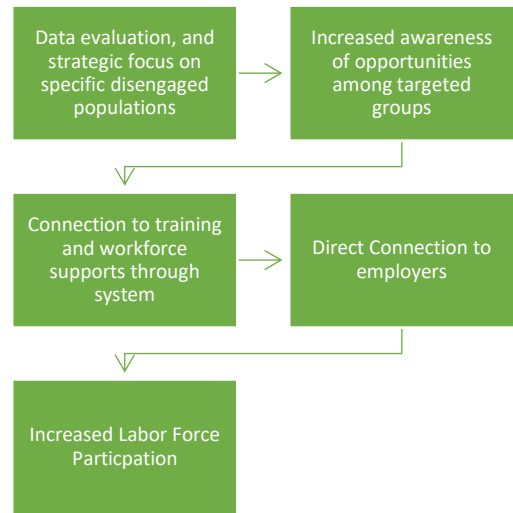 Data evaluation, and
strategic focus on
specific disengaged
populations
Increased awareness
of opportunities
among targeted
groups
Connection to training
and workforce
supports through
system
Direct Connection to
employers
Increased Labor Force
Particpation